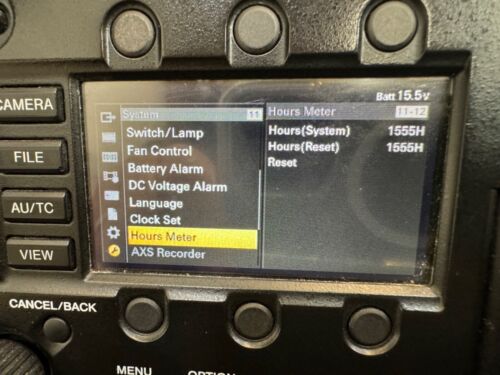 Batt 15.5v
System 11
Hours Meter 11-12
Switch/Lamp
Hours(System) 1555H
Fan Control
Hours(Reset) 1555H
Battery Alarm
Reset
DC Voltage Alarm
Language
Clock Set
Hours Meter
AXS Recorder
CAMERA
FILE
AU/TC
VIEW
CANCEL/BACK
MENU
OPTION